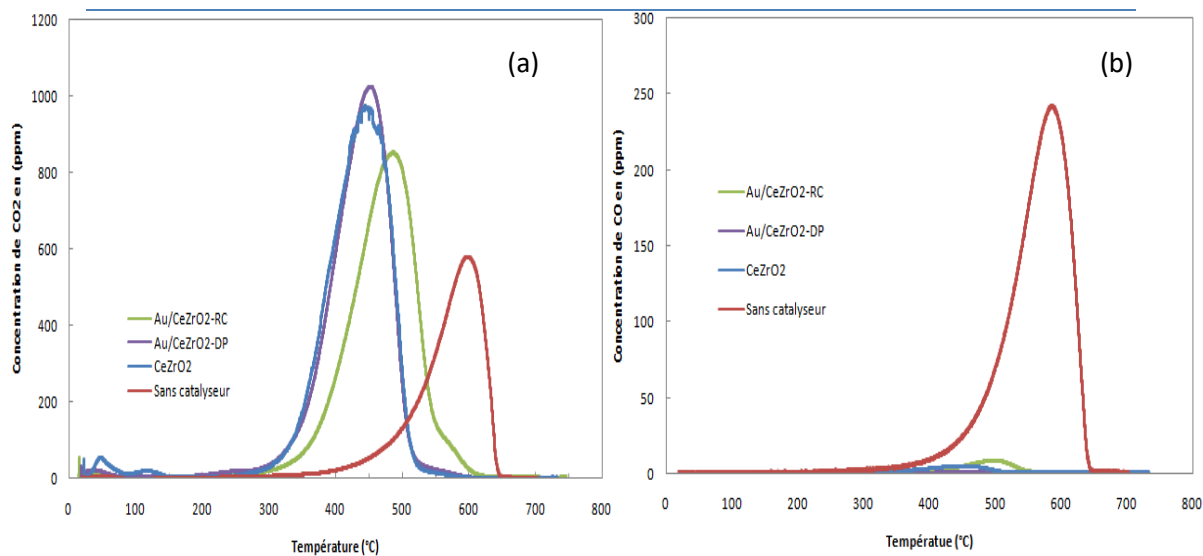 (a)
Concentration de CO2 en (ppm)
1200
1000
800
600
400
200
0
Au/CeZrO2-RC
Au/CeZrO2-DP
CeZrO2
Sans catalyseur
0 100 200 300 400 500 600 700 800
Température (°C)
(b)
Concentration de CO en (ppm)
300
250
200
150
100
50
0
Au/CeZrO2-RC
Au/CeZrO2-DP
CeZrO2
Sans catalyseur
0 100 200 300 400 500 600 700 800
Températue (°C)